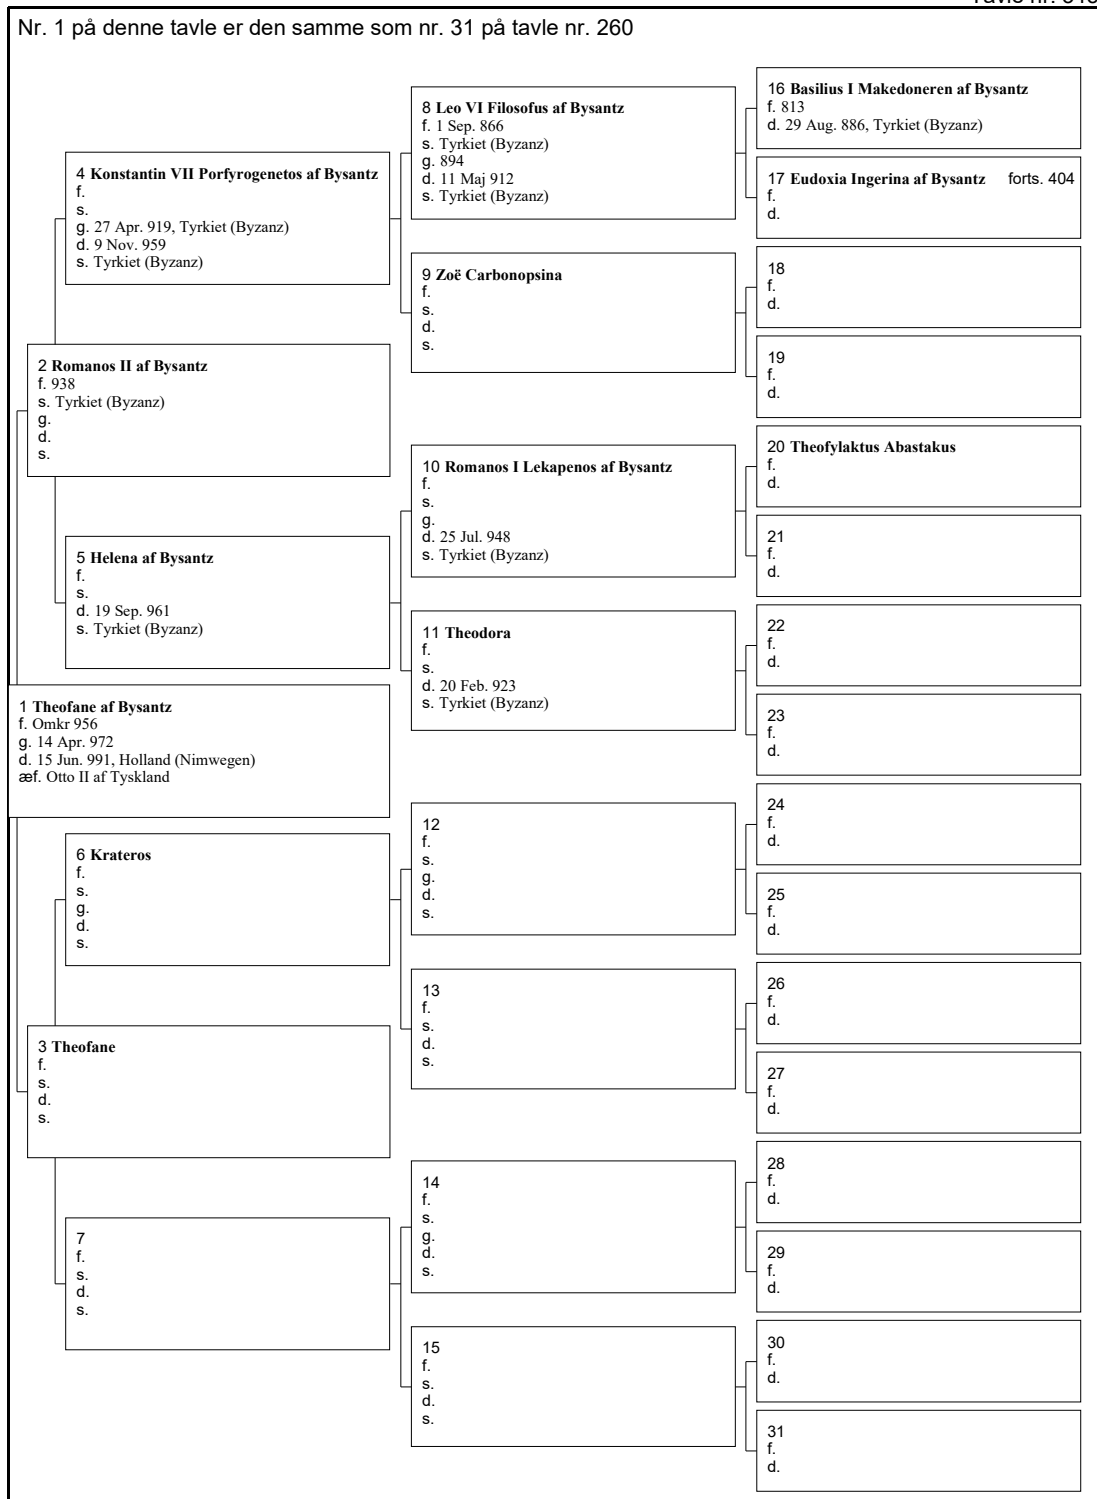 Nr. 1 på denne tavle er den samme som nr. 31 på tavle nr. 260
16 Basilius I Makedoneren af Bysantz
f. 813
d. 29 Aug. 886, Tyrkiet (Byzanz)
8 Leo VI Filosofus af Bysantz
f. 1 Sep. 866
s. Tyrkiet (Byzanz)
g. 894
d. 11 Maj 912
s. Tyrkiet (Byzanz)
4 Konstantin VII Porfyrogenetos af Bysantz
f.
s.
g. 27 Apr. 919, Tyrkiet (Byzanz)
d. 9 Nov. 959
s. Tyrkiet (Byzanz)
17 Eudoxia Ingerina af Bysantz forts. 404
f.
d.
9 Zoë Carbonopsina
f.
s.
d.
s.
18
f.
d.
19
f.
d.
2 Romanos II af Bysantz
f. 938
s. Tyrkiet (Byzanz)
g.
d.
s.
20 Theofylaktus Abastakus
f.
d.
10 Romanos I Lekapenos af Bysantz
f.
s.
g.
d. 25 Jul. 948
s. Tyrkiet (Byzanz)
21
f.
d.
5 Helena af Bysantz
f.
s.
d. 19 Sep. 961
s. Tyrkiet (Byzanz)
11 Theodora
f.
s.
d. 20 Feb. 923
s. Tyrkiet (Byzanz)
22
f.
d.
23
f.
d.
1 Theofane af Bysantz
f. Omkr 956
g. 14 Apr. 972
d. 15 Jun. 991, Holland (Nimwegen)
æf. Otto II af Tyskland
24
f.
d.
12
f.
s.
g.
d.
s.
6 Krateros
f.
s.
g.
d.
s.
25
f.
d.
13
f.
s.
d.
s.
26
f.
d.
27
f.
d.
3 Theofane
f.
s.
d.
s.
28
f.
d.
14
f.
s.
g.
d.
s.
7
f.
s.
d.
s.
29
f.
d.
15
f.
s.
d.
s.
30
f.
d.
31
f.
d.